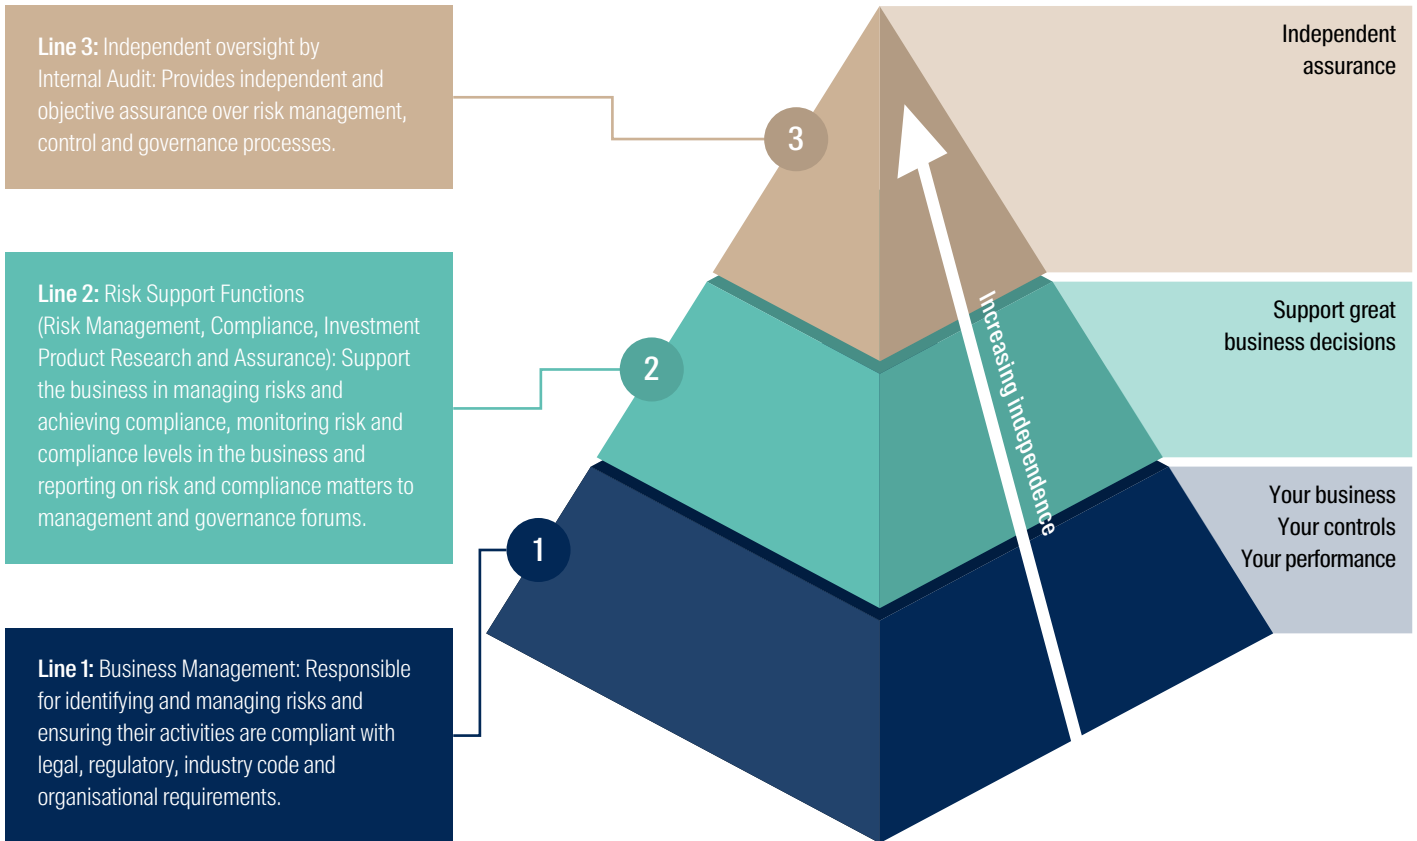 Line 3: Independent oversight by
Internal Audit: Provides independent and
objective assurance over risk management,
control and governance processes.
3
Independent
assurance
Line 2: Risk Support Functions
(Risk Management, Compliance, Investment
Product Research and Assurance): Support
the business in managing risks and
achieving compliance, monitoring risk and
compliance levels in the business and
reporting on risk and compliance matters to
management and governance forums.
2
Increasing independence
Support great
business decisions
Line 1: Business Management: Responsible
for identifying and managing risks and
ensuring their activities are compliant with
legal, regulatory, industry code and
organisational requirements.
1
Your business
Your controls
Your performance